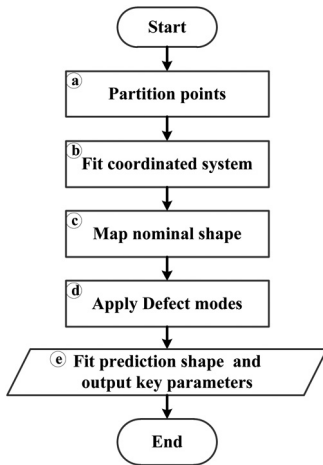 Start
a
Partition points
b
Fit coordinated system
c
Map nominal shape
d
Apply Defect modes
e Fit prediction shape and
output key parameters
End